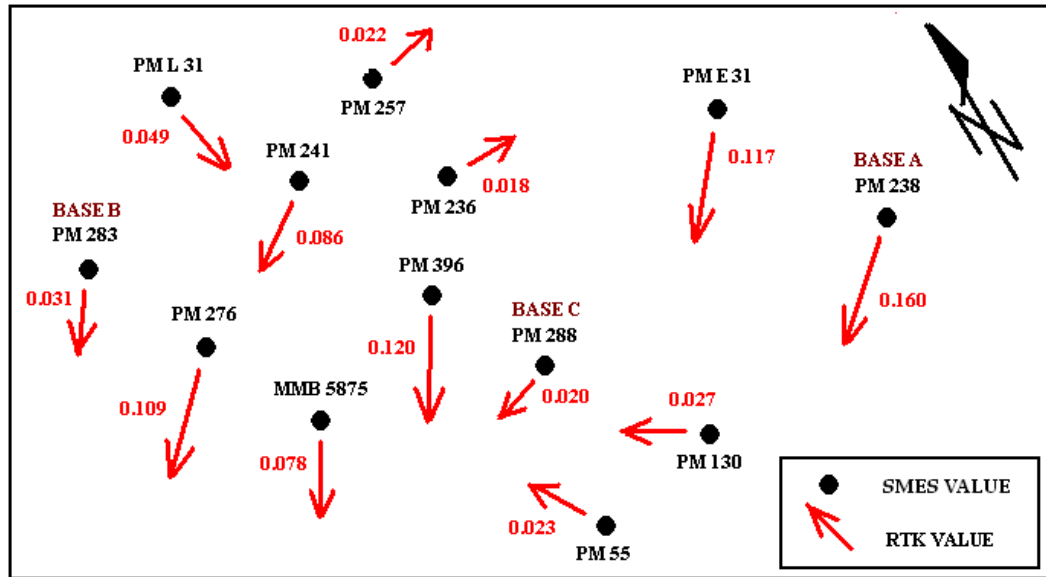 0.022
PM L 31
PM 257
PM E 31
0.049
PM 241
0.117
BASE A
PM 238
0.018
PM 236
BASE B
PM 283
0.086
PM 396
0.031
0.160
PM 276
BASE C
PM 288
0.120
MMB 5875
0.020
0.027
0.109
PM 130
0.078
SMES VALUE
0.023
PM 55
RTK VALUE
N